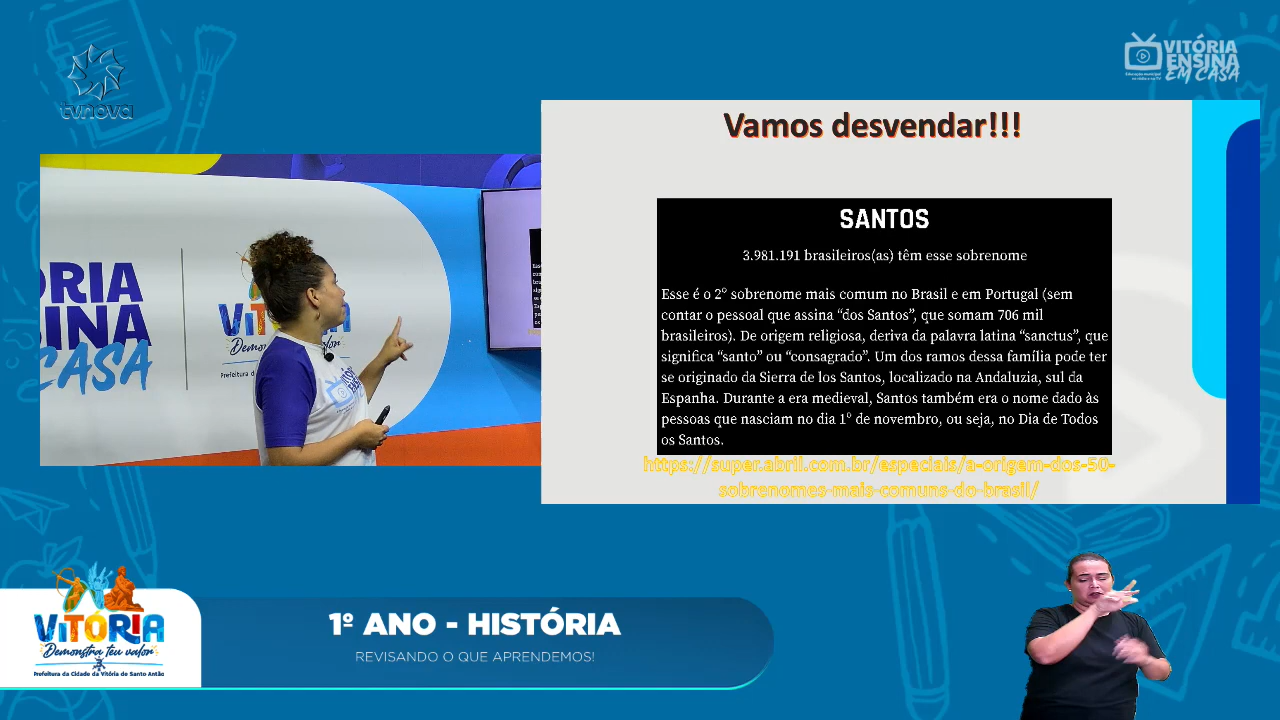 tvnova
VITÓRIA
ENSINA
EM CASA
Vamos desvendar!!!
SANTOS
3.981.191 brasileiros(as) têm esse sobrenome
Esse é o 2º sobrenome mais comum no Brasil e em Portugal (sem
contar o pessoal que assina “dos Santos”, que somam 706 mil
brasileiros). De origem religiosa, deriva da palavra latina “sanctus”, que
significa “santo” ou “consagrado”. Um dos ramos dessa família pode ter
se originado da Sierra de los Santos, localizado na Andaluzia, sul da
Espanha. Durante a era medieval, Santos também era o nome dado às
pessoas que nasciam no dia 1º de novembro, ou seja, no Dia de Todos
os Santos.
https://super.abril.com.br/especiais/a-origem-dos-50-
sobrenomes-mais-comuns-do-brasil/
ÓRIA
SINA
CASA
1º ANO - HISTÓRIA
REVISANDO O QUE APRENDEMOS!
VITÓRIA
Demonstra teu valor
Prefeitura da Cidade da Vitória de Santo Antão